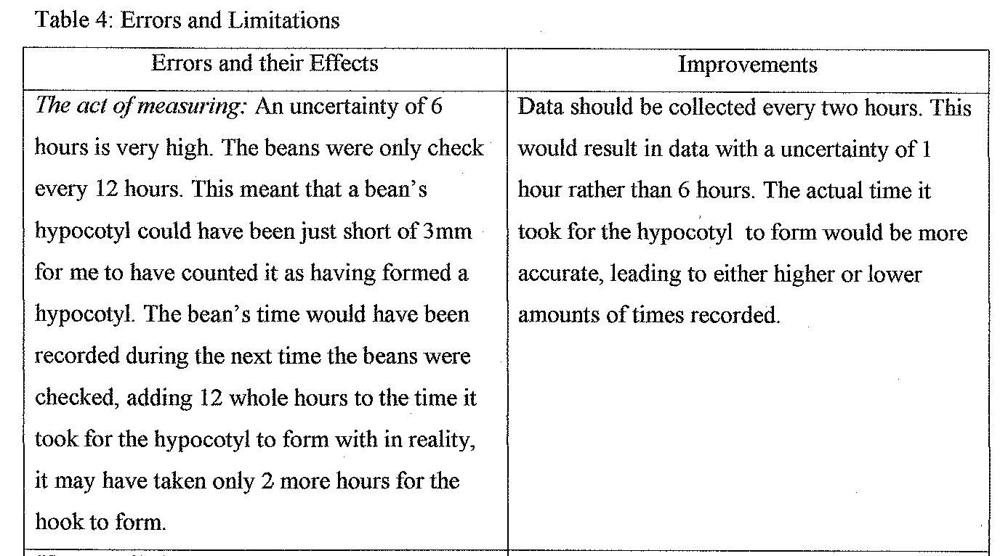 Table 4: Errors and Limitations
Errors and their Effects
Improvements
The act of measuring: An uncertainty of 6
hours is very high. The beans were only check
every 12 hours. This meant that a bean's
hypocotyl could have been just short of 3mm
for me to have counted it as having formed a
hypocotyl. The bean's time would have been
recorded during the next time the beans were
checked, adding 12 whole hours to the time it
took for the hypocotyl to form with in reality,
it may have taken only 2 more hours for the
hook to form.
Data should be collected every two hours. This
would result in data with a uncertainty of 1
hour rather than 6 hours. The actual time it
took for the hypocotyl to form would be more
accurate, leading to either higher or lower
amounts of times recorded.